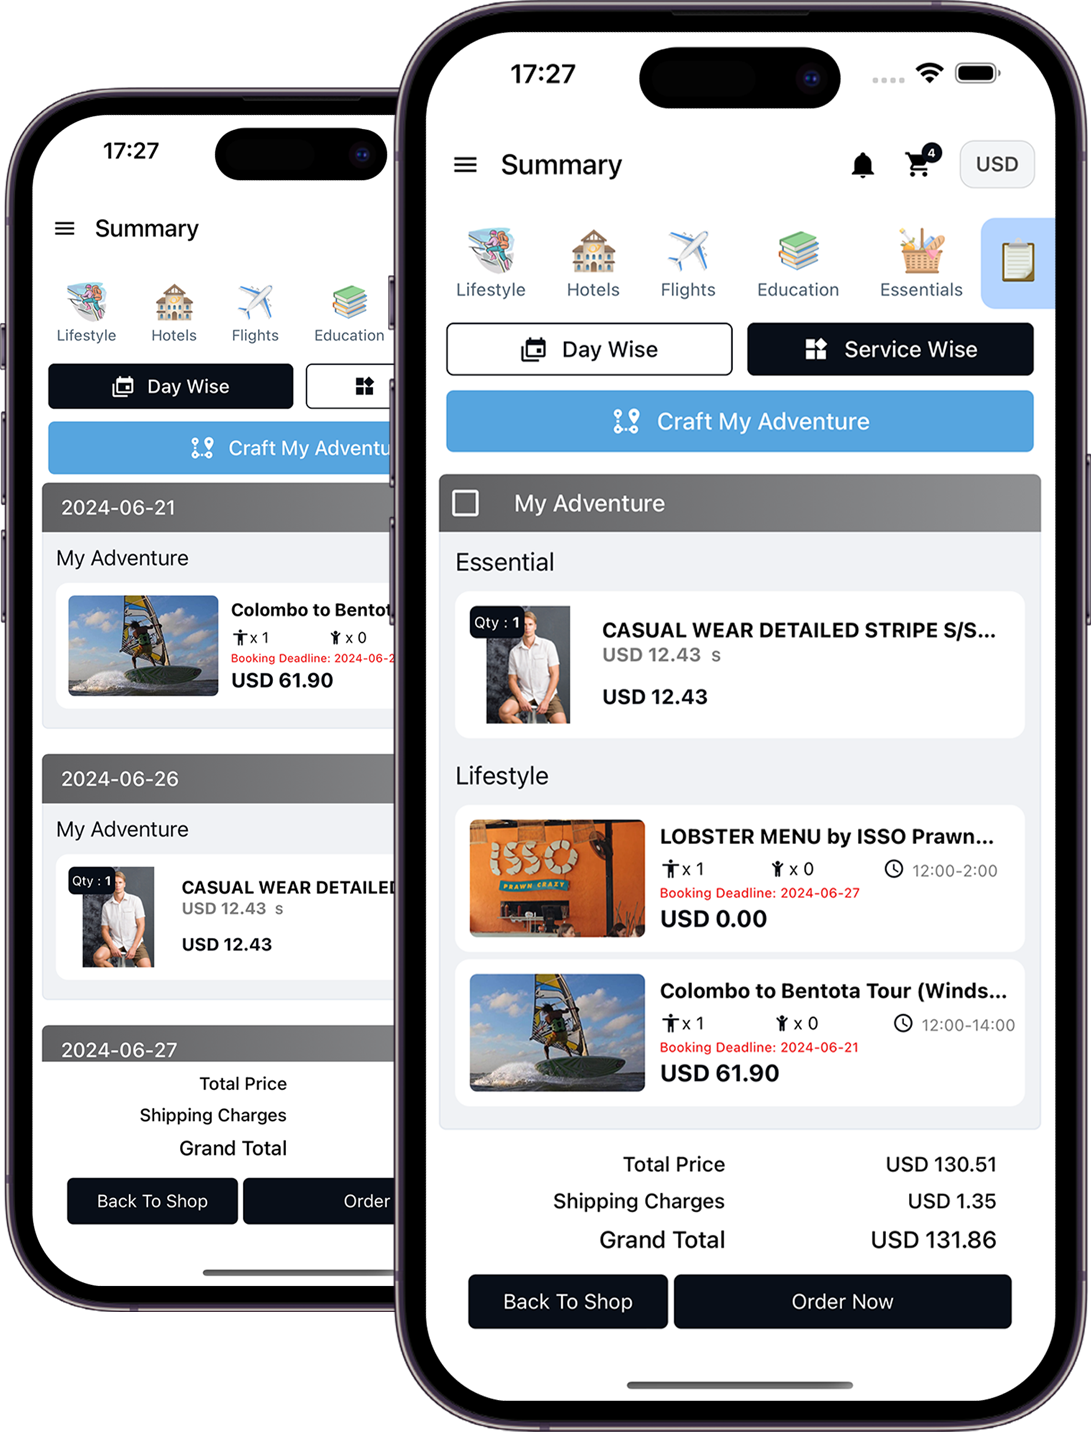 17:27
Summary
Lifestyle
Hotels
Flights
Education
Day Wise
Craft My Adventu
2024-06-21
My Adventure
Colombo to Bentot
x 1
x 0
Booking Deadline: 2024-06-2
USD 61.90
2024-06-26
My Adventure
Qty : 1
CASUAL WEAR DETAILED
USD 12.43 S
USD 12.43
2024-06-27
Total Price
Shipping Charges
Grand Total
Back To Shop
Order
17:27
Summary
4
USD
Lifestyle
Hotels
Flights
Education
Essentials
Day Wise
Service Wise
Craft My Adventure
My Adventure
Essential
Qty : 1
CASUAL WEAR DETAILED STRIPE S/S...
USD 12.43 S
USD 12.43
Lifestyle
ISSO
PRAWN CRAZY
LOBSTER MENU by ISSO Prawn...
x 1
x 0
12:00-2:00
Booking Deadline: 2024-06-27
USD 0.00
Colombo to Bentota Tour (Winds...
x 1
x 0
12:00-14:00
Booking Deadline: 2024-06-21
USD 61.90
Total Price USD 130.51
Shipping Charges USD 1.35
Grand Total USD 131.86
Back To Shop
Order Now